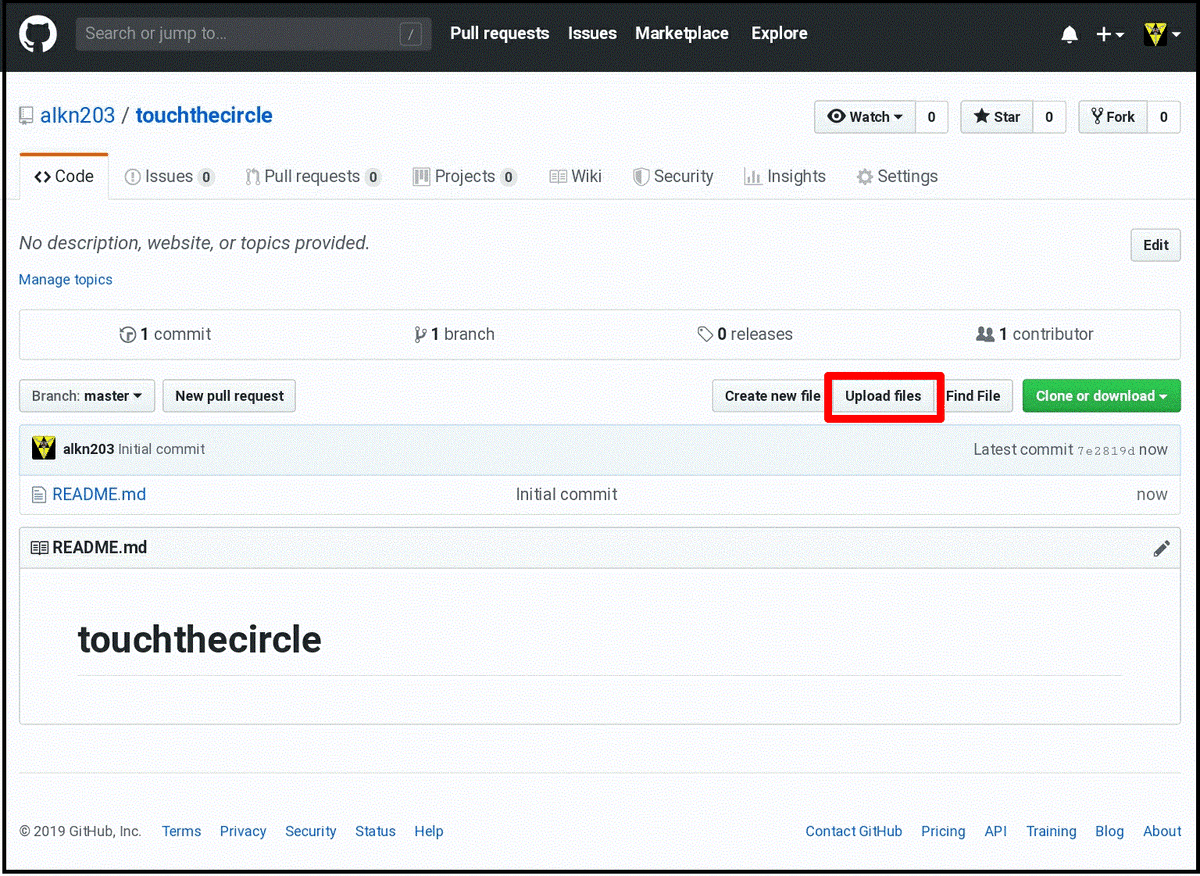 Search or jump to... / Pull requests Issues Marketplace Explore
alkn203 / touchthecircle Watch 0 Star 0 Fork 0
Code Issues 0 Pull requests 0 Projects 0 Wiki Security Insights Settings
No description, website, or topics provided. Edit
Manage topics
1 commit 1 branch 0 releases 1 contributor
Branch: master New pull request Create new file Upload files Find File Clone or download
alkn203 Initial commit Latest commit 7e2819d now
README.md Initial commit now
README.md
touchthecircle
© 2019 GitHub, Inc. Terms Privacy Security Status Help Contact GitHub Pricing API Training Blog About